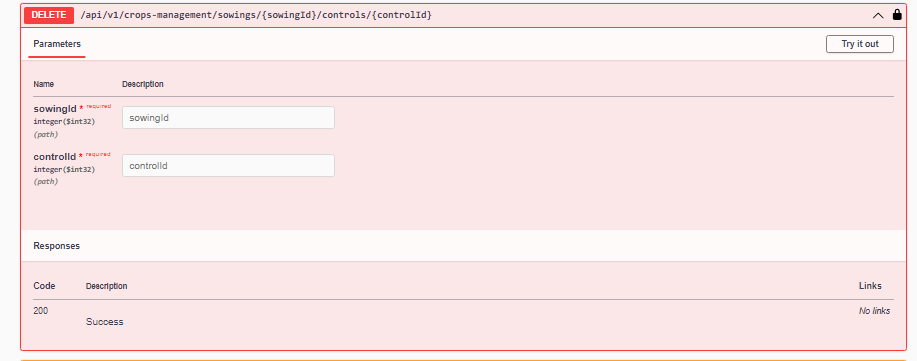 DELETE /api/v1/crops-management/sowings/{sowingId}/controls/{controlId}
Parameters
Try it out
Name Description
sowingId * required
integer($int32)
(path)
sowingId
controlId * required
integer($int32)
(path)
controlId
Responses
Code Description Links
200
Success
No links